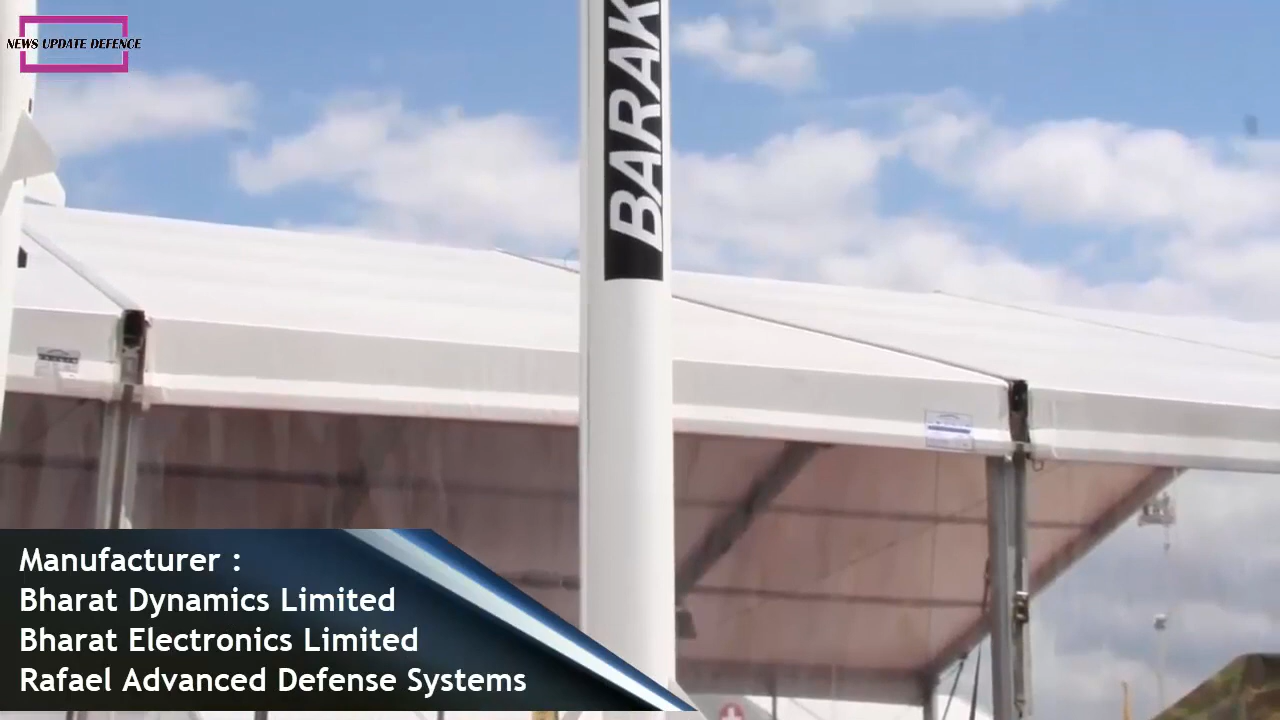 NEWS UPDATE DEFENCE
BARAK
Manufacturer :
Bharat Dynamics Limited
Bharat Electronics Limited
Rafael Advanced Defense Systems